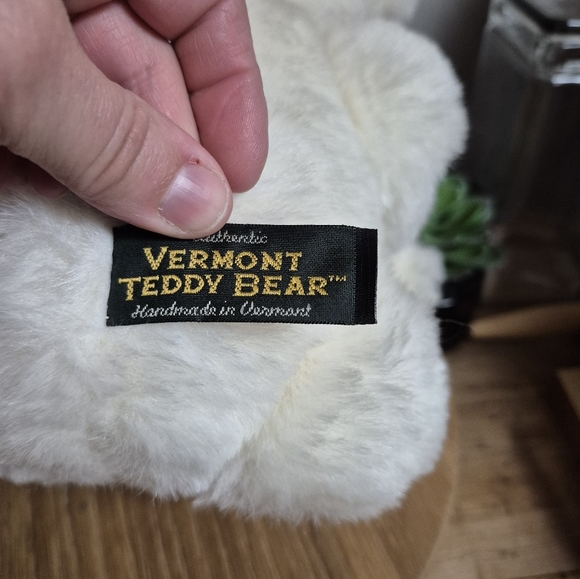 Authentic
VERMONT
TEDDY BEAR™
Handmade in Vermont